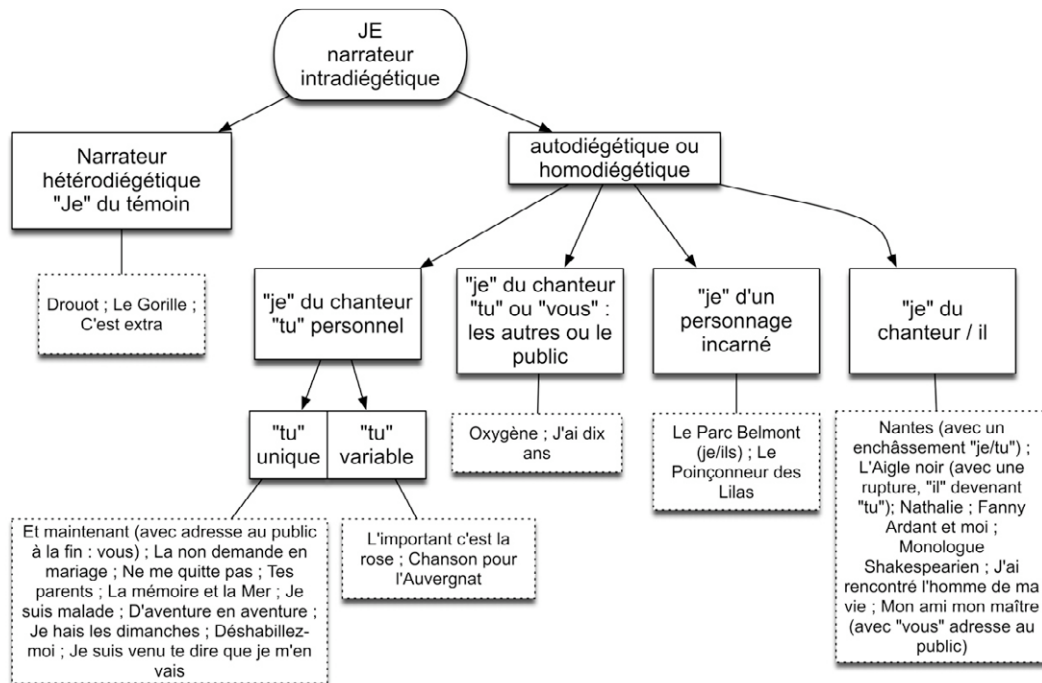 JE
narrateur
intradiégétique
Narrateur
hétérodiégétique
"Je" du témoin
autodiégétique ou
homodiégétique
Drouot ; Le Gorille ;
C'est extra
"je" du chanteur
"tu" personnel
"je" du chanteur
"tu" ou "vous" :
les autres ou le
public
"je" d'un
personnage
incarné
"je" du
chanteur / il
"tu"
unique
"tu"
variable
Oxygène ; J'ai dix
ans
Le Parc Belmont
(je/ils) ; Le
Poinçonneur des
Lilas
Nantes (avec un
enchâssement "je/tu") ;
L'Aigle noir (avec une
rupture, "il" devenant
"tu"); Nathalie ; Fanny
Ardant et moi ;
Monologue
Shakespearien ; J'ai
rencontré l'homme de ma
vie ; Mon ami mon maître
(avec "vous" adresse au
public)
Et maintenant (avec adresse au public
à la fin : vous) ; La non demande en
mariage ; Ne me quitte pas ; Tes
parents ; La mémoire et la Mer ; Je
suis malade ; D'aventure en aventure ;
Je hais les dimanches ; Déshabillez-
moi ; Je suis venu te dire que je m'en
vais
L'important c'est la
rose ; Chanson pour
l'Auvergnat